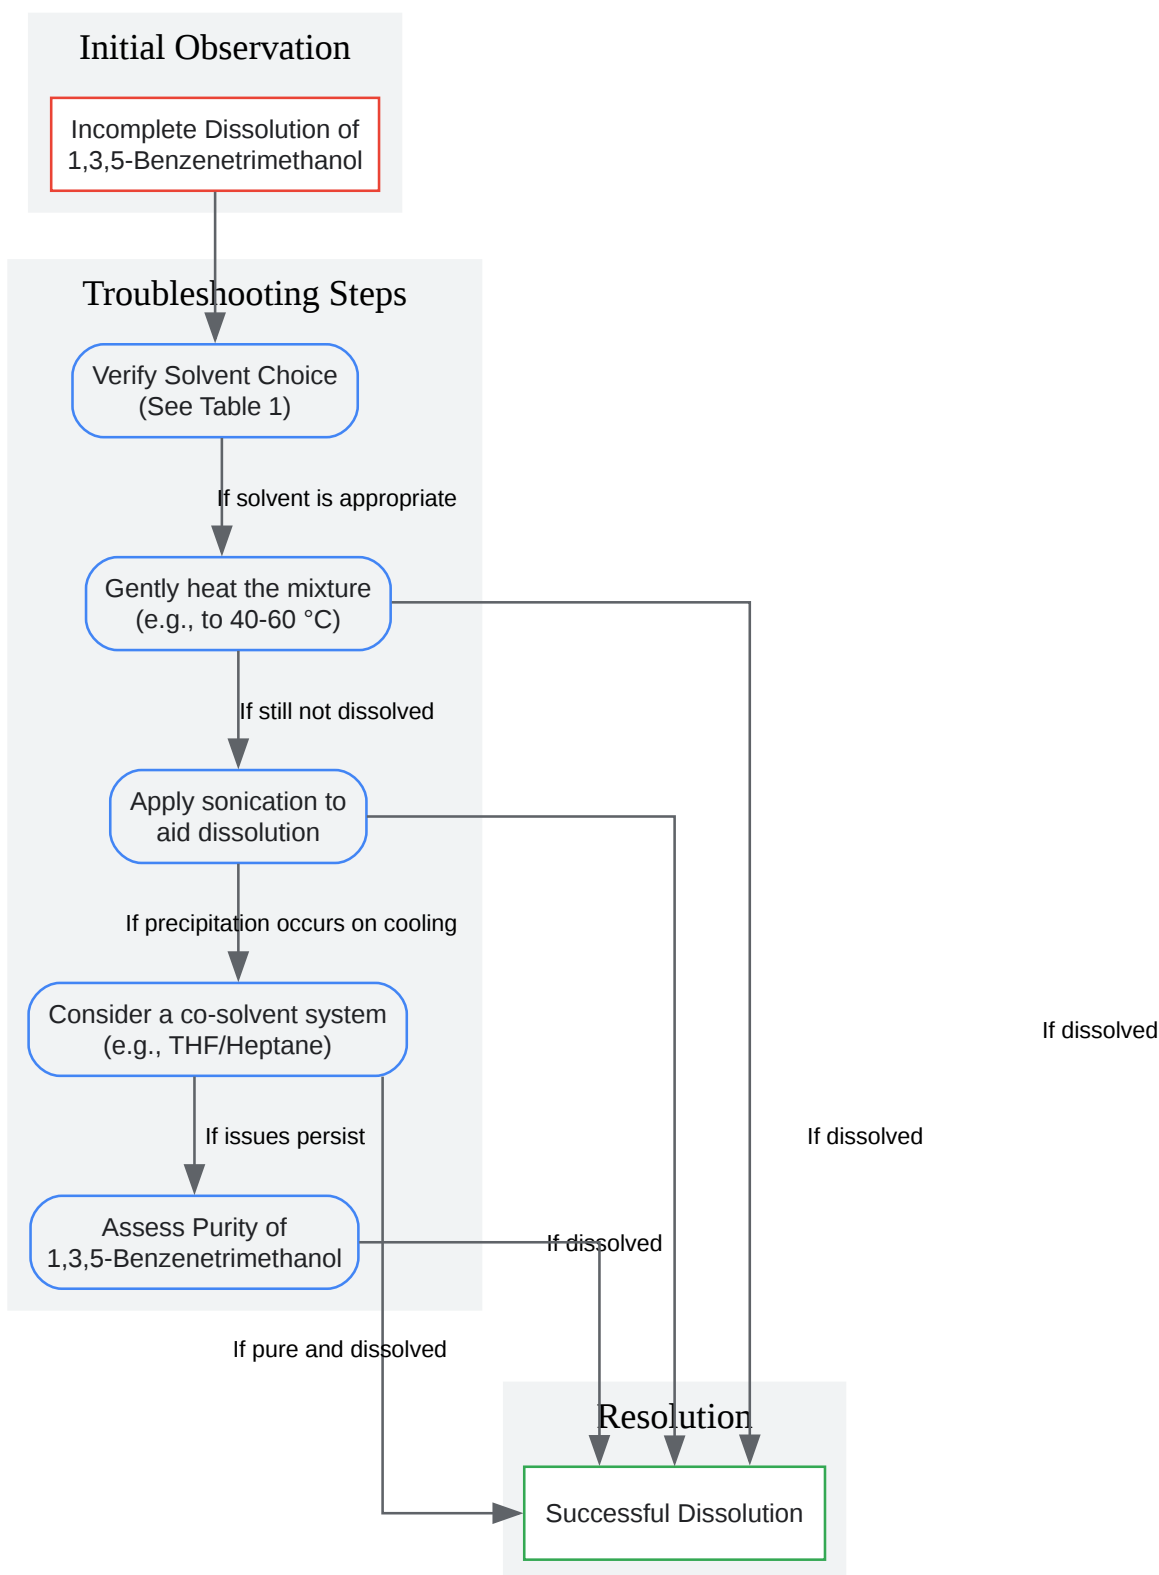 Initial Observation
Incomplete Dissolution of
1,3,5-Benzenetrimethanol
Troubleshooting Steps
Verify Solvent Choice
(See Table 1)
If solvent is appropriate
Gently heat the mixture
(e.g., to 40-60 °C)
If still not dissolved
Apply sonication to
aid dissolution
If precipitation occurs on cooling
Consider a co-solvent system
(e.g., THF/Heptane)
If dissolved
If issues persist
If dissolved
Assess Purity of
1,3,5-Benzenetrimethanol
If dissolved
If pure and dissolved
Resolution
Successful Dissolution